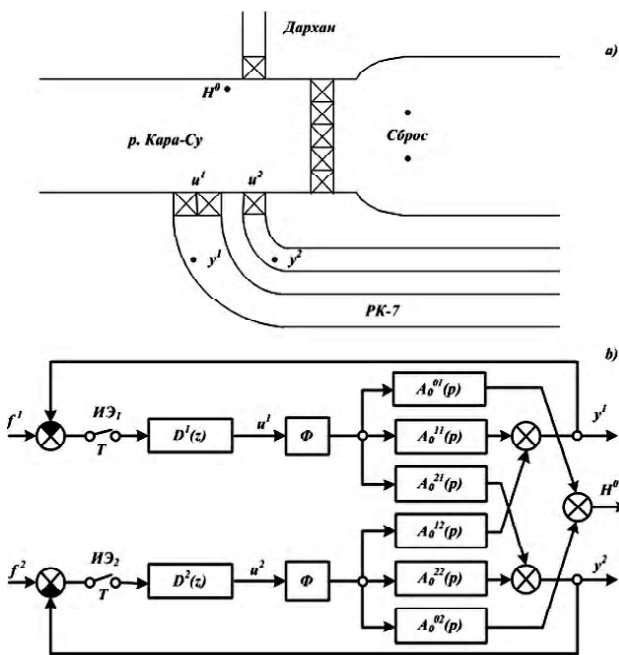 Дархан
a)
H⁰
р. Кара-Су
Сброс
u¹
u²
y¹
y²
РК-7
b)
A₀⁰¹(p)
f¹
ИЭ₁
T
D¹(z)
u¹
Ф
A₀¹¹(p)
y¹
A₀²¹(p)
H⁰
A₀¹²(p)
f²
ИЭ₂
T
D²(z)
u²
Ф
A₀²²(p)
y²
A₀⁰²(p)